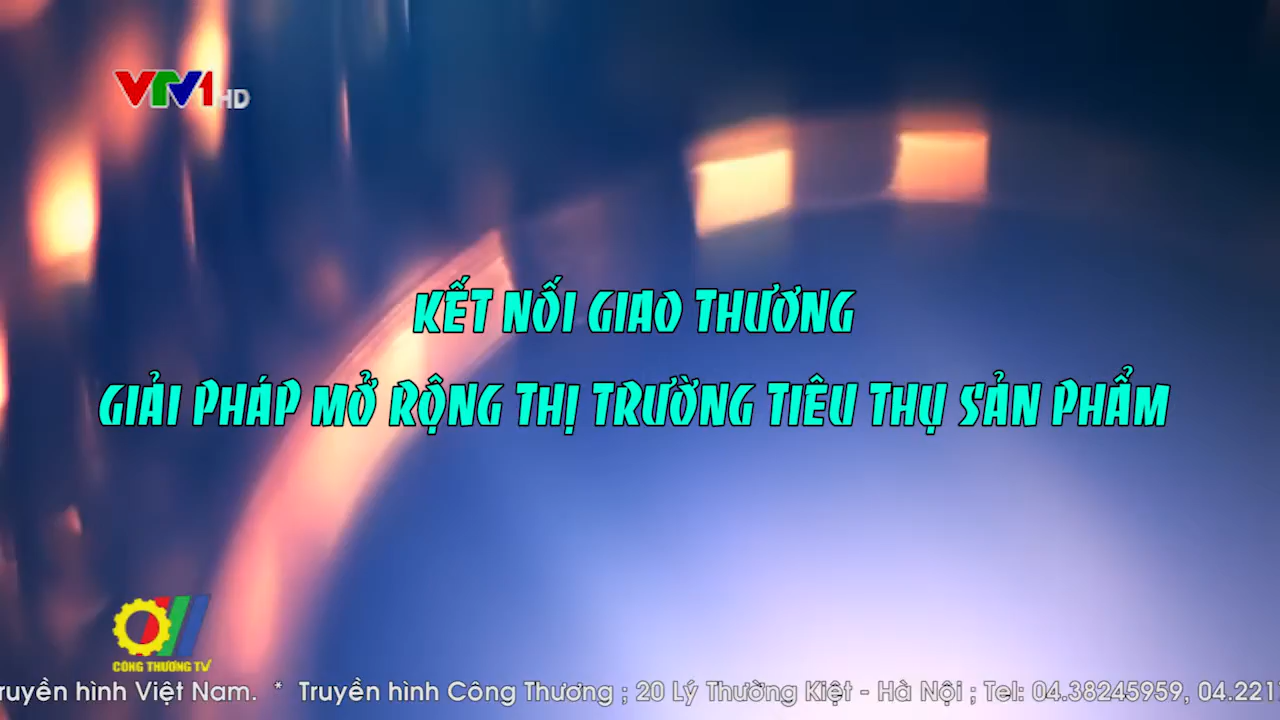 VTV1 HD
KẾT NỐI GIAO THƯƠNG
GIẢI PHÁP MỞ RỘNG THỊ TRƯỜNG TIÊU THỤ SẢN PHẨM
CÔNG THƯƠNG TV
ruyền hình Việt Nam. * Truyền hình Công Thương ; 20 Lý Thường Kiệt - Hà Nội ; Tel: 04.38245959, 04.221